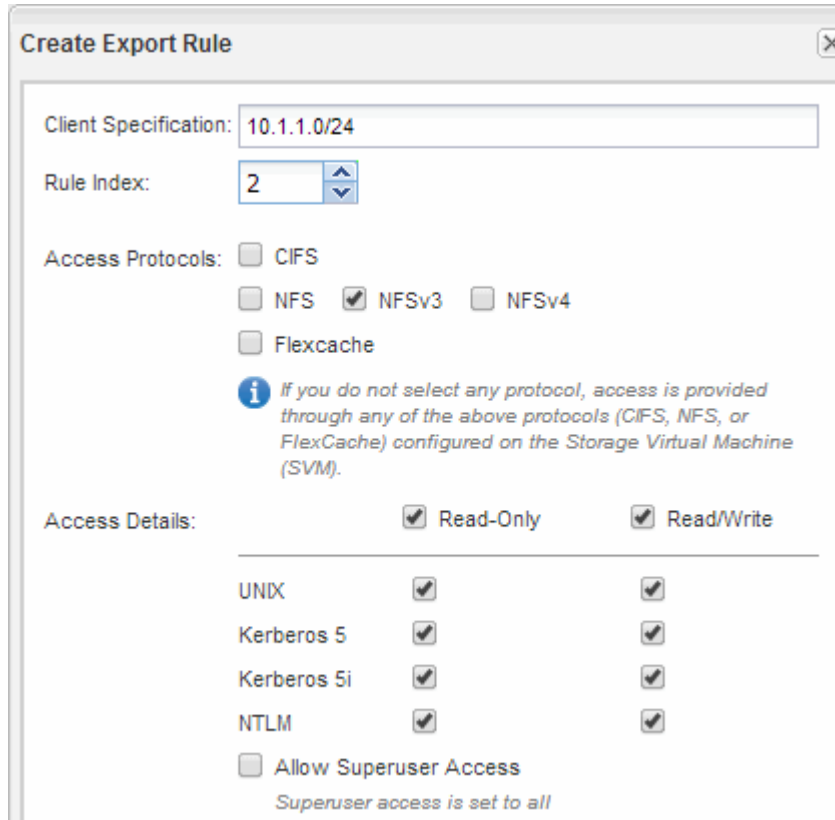 Create Export Rule
Client Specification: 10.1.1.0/24
Rule Index: 2
Access Protocols: CIFS
NFS NFSv3 NFSv4
Flexcache
If you do not select any protocol, access is provided
through any of the above protocols (CIFS, NFS, or
FlexCache) configured on the Storage Virtual Machine
(SVM).
Access Details: Read-Only Read/Write
UNIX
Kerberos 5
Kerberos 5i
NTLM
Allow Superuser Access
Superuser access is set to all